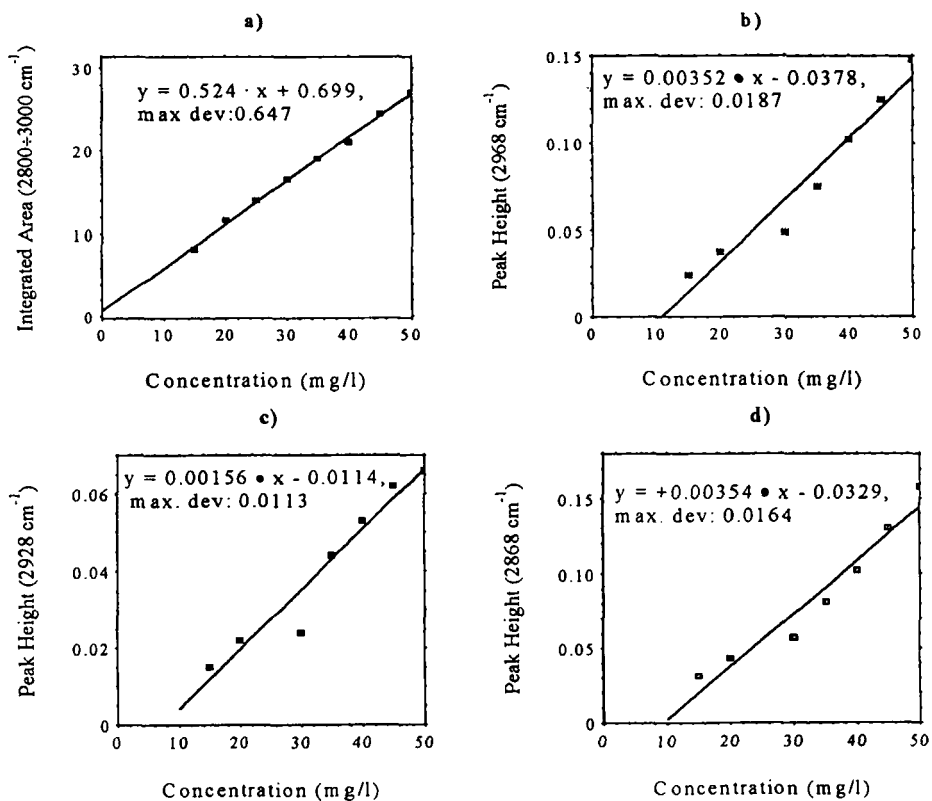 a)
y = 0.524 · x + 0.699,
max dev:0.647
Integrated Area (2800÷3000 cm⁻¹)
30
20
10
0
0 10 20 30 40 50
Concentration (mg/l)
b)
y = 0.00352 • x - 0.0378,
max. dev: 0.0187
Peak Height (2968 cm⁻¹)
0.15
0.10
0.05
0
0 10 20 30 40 50
Concentration (mg/l)
c)
y = 0.00156 • x - 0.0114,
max. dev: 0.0113
Peak Height (2928 cm⁻¹)
0.06
0.04
0.02
0
0 10 20 30 40 50
Concentration (mg/l)
d)
y = +0.00354 • x - 0.0329,
max. dev: 0.0164
Peak Height (2868 cm⁻¹)
0.15
0.10
0.05
0
0 10 20 30 40 50
Concentration (mg/l)